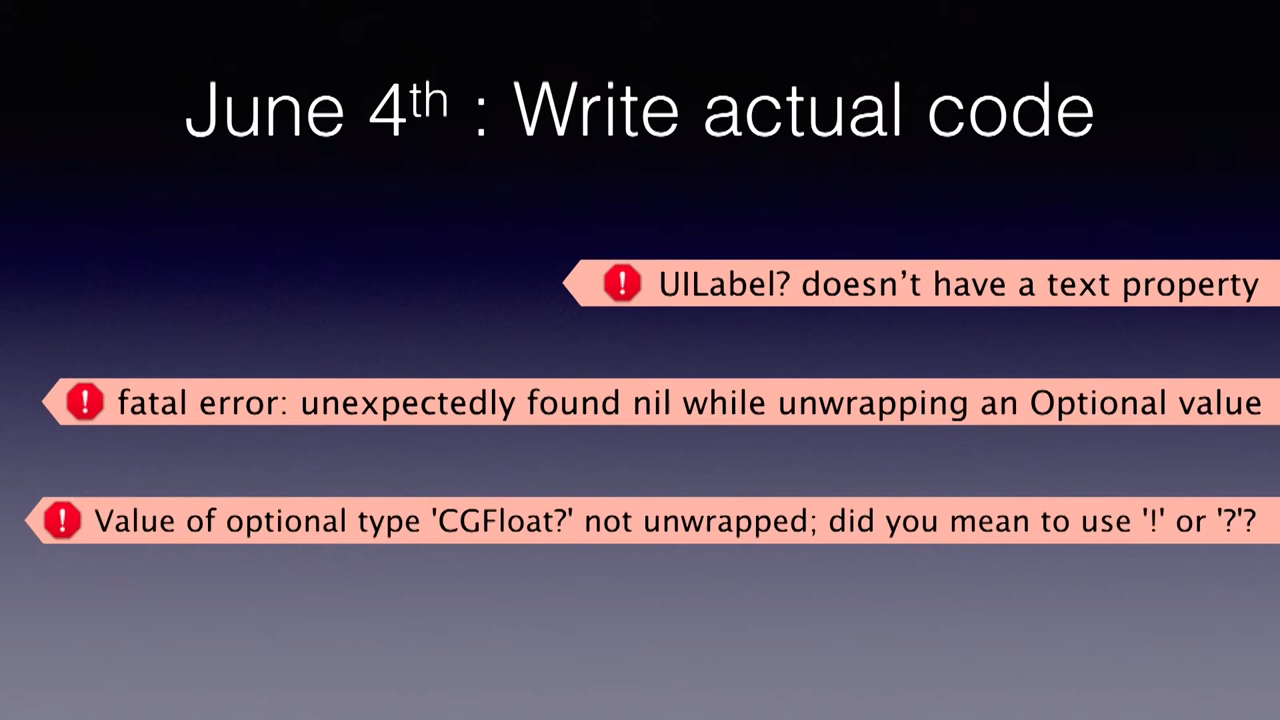 June 4th : Write actual code
UILabel? doesn’t have a text property
fatal error: unexpectedly found nil while unwrapping an Optional value
Value of optional type 'CGFloat?' not unwrapped; did you mean to use '!' or '?'?